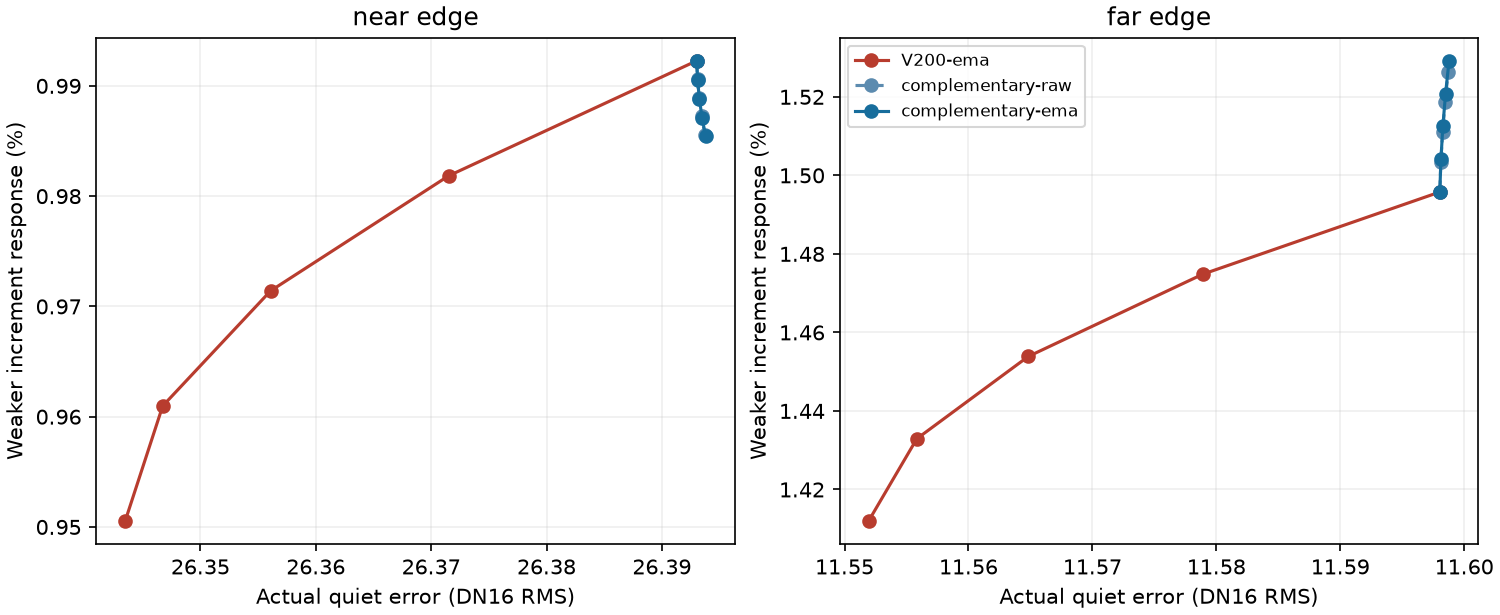 near edge
Weaker increment response (%)
0.99
0.98
0.97
0.96
0.95
26.35
26.36
26.37
26.38
26.39
Actual quiet error (DN16 RMS)
far edge
V200-ema
complementary-raw
complementary-ema
Weaker increment response (%)
1.52
1.50
1.48
1.46
1.44
1.42
11.55
11.56
11.57
11.58
11.59
11.60
Actual quiet error (DN16 RMS)